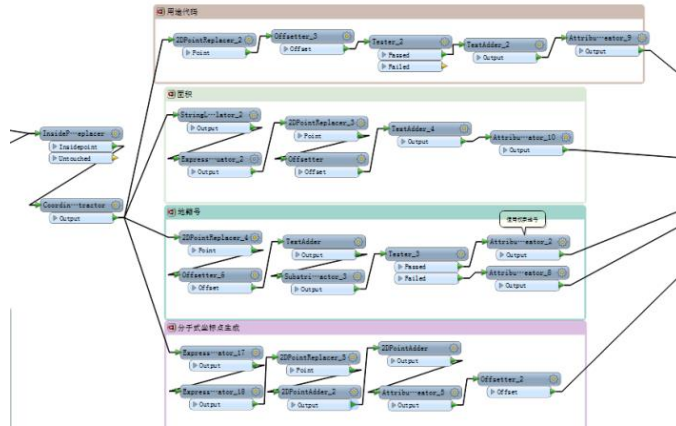 用途代码
2DPointReplacer_2
Point
Offsetter_3
Offset
Tester_2
Passed
Failed
TextAdder_2
Output
Attribu···eator_9
Output
面积
StringL···lator_2
Output
Express···uator_2
Output
2DPointReplacer_3
Point
Offsetter
Offset
TextAdder_4
Output
Attribu···ator_10
Output
InsideP···eplacer
Insidepoint
Untouched
Coordin···tractor
Output
地籍号
2DPointReplacer_4
Point
Offsetter_6
Offset
TextAdder
Output
Substri···actor_3
Output
Tester_3
Passed
Failed
Attribu···eator_2
Output
Attribu···eator_8
Output
分子式坐标点生成
Express···ator_17
Output
Express···ator_18
Output
2DPointReplacer_5
Point
2DPointAdder_2
Output
2DPointAdder
Output
Attribu···eator_3
Output
Offsetter_2
Offset